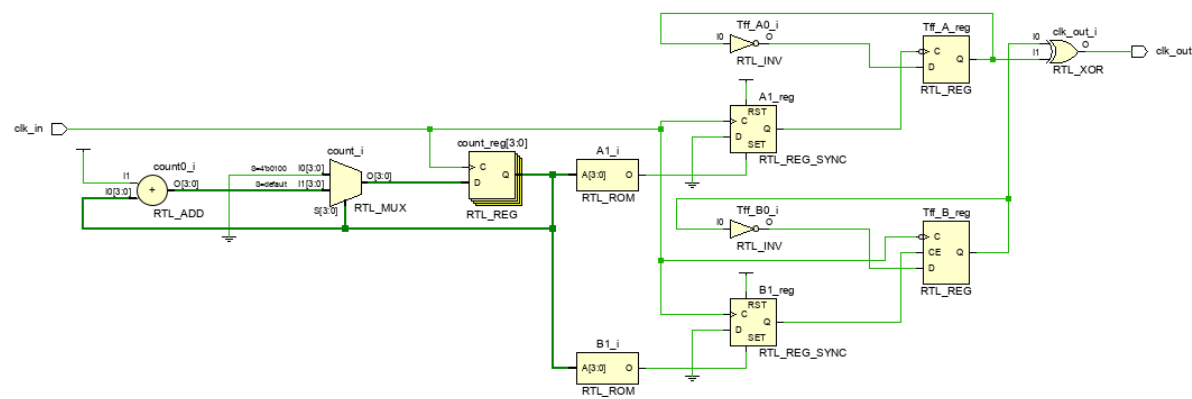 Tff_A0_i
I0
O
RTL_INV
Tff_A_reg
C
D
Q
RTL_REG
clk_out_i
I0
I1
O
RTL_XOR
clk_out
A1_reg
RST
C
D
Q
SET
RTL_REG_SYNC
clk_in
count0_i
I1
I0[3:0]
+
O[3:0]
RTL_ADD
count_i
S=4'b0100
I0[3:0]
S=default
I1[3:0]
O[3:0]
S[3:0]
RTL_MUX
count_reg[3:0]
C
D
Q
RTL_REG
A1_i
A[3:0]
O
RTL_ROM
Tff_B0_i
I0
O
RTL_INV
Tff_B_reg
C
CE
D
Q
RTL_REG
B1_reg
RST
C
D
Q
SET
RTL_REG_SYNC
B1_i
A[3:0]
O
RTL_ROM